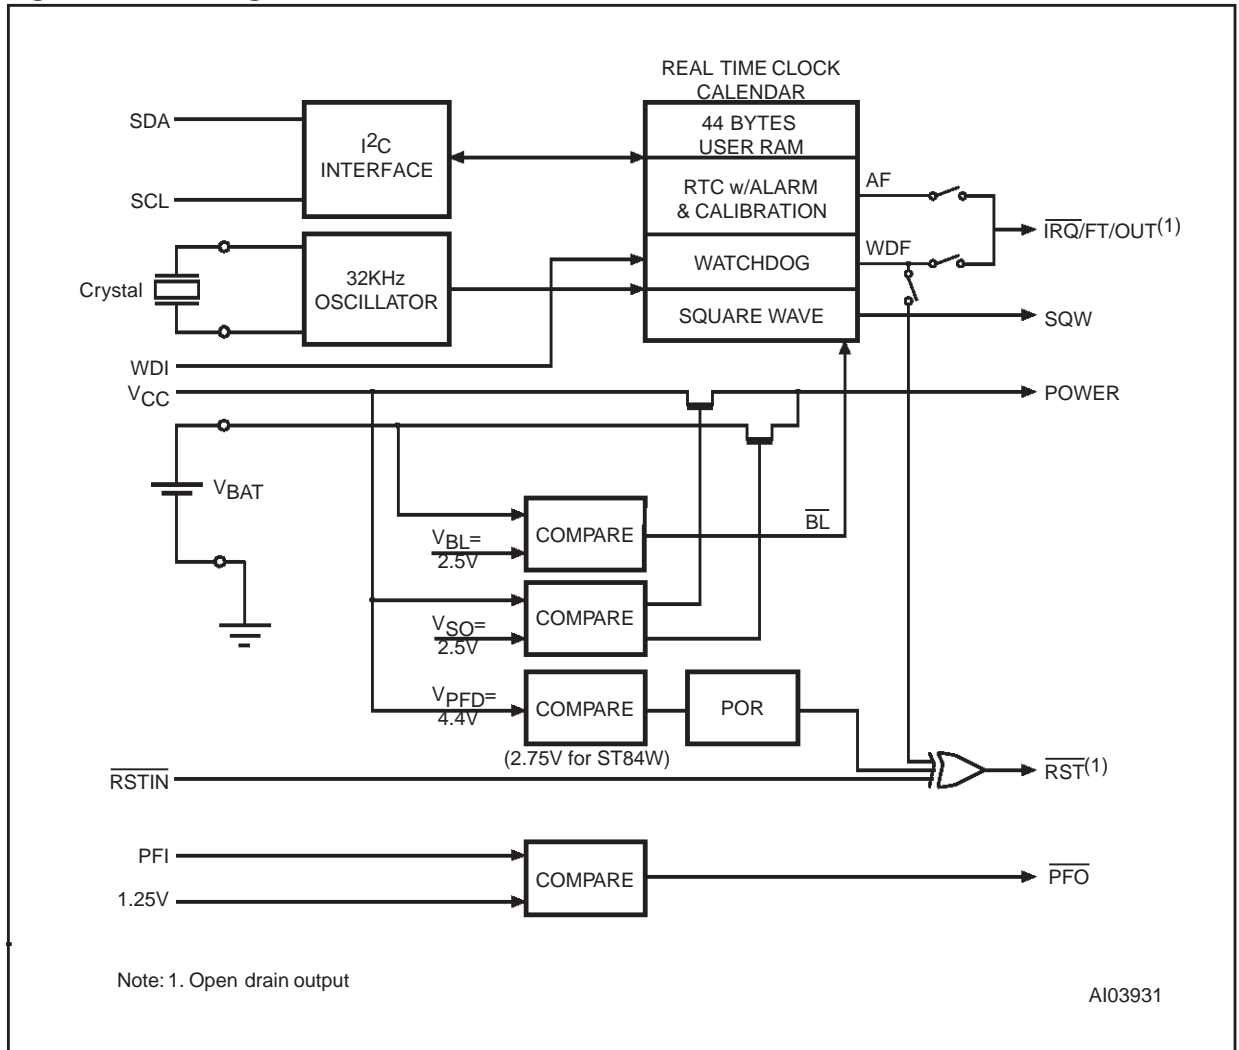 REAL TIME CLOCK
CALENDAR
SDA
I2C
INTERFACE
44 BYTES
USER RAM
SCL
RTC w/ALARM
& CALIBRATION
AF
IRQ/FT/OUT(1)
WDF
WATCHDOG
Crystal
32KHz
OSCILLATOR
SQUARE WAVE
SQW
WDI
VCC
POWER
VBAT
COMPARE
BL
VBL=
2.5V
COMPARE
VSO=
2.5V
VPFD=
4.4V
COMPARE
POR
(2.75V for ST84W)
RSTIN
RST(1)
PFI
COMPARE
PFO
1.25V
Note: 1. Open drain output
AI03931